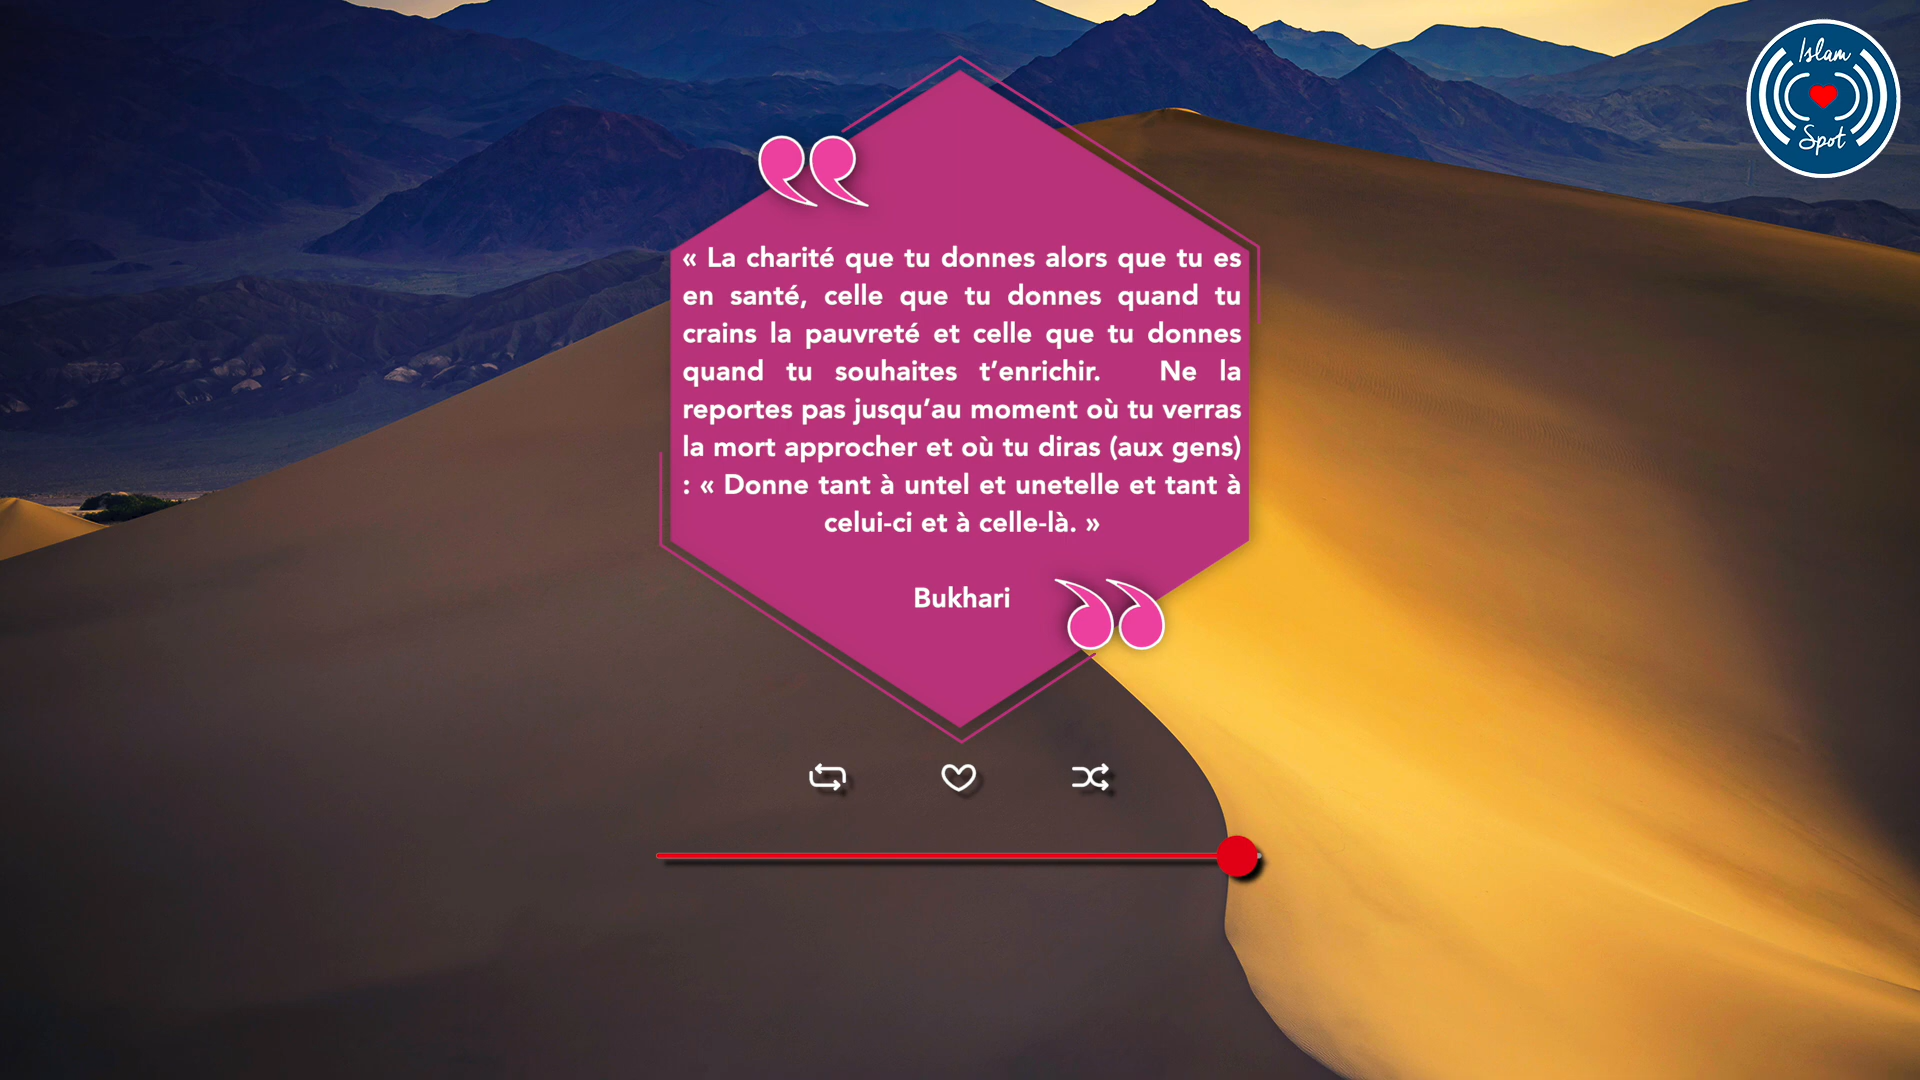 Islam
Spot
« La charité que tu donnes alors que tu es
en santé, celle que tu donnes quand tu
crains la pauvreté et celle que tu donnes
quand tu souhaites t’enrichir. Ne la
reportes pas jusqu’au moment où tu verras
la mort approcher et où tu diras (aux gens)
: « Donne tant à untel et unetelle et tant à
celui-ci et à celle-là. »
Bukhari